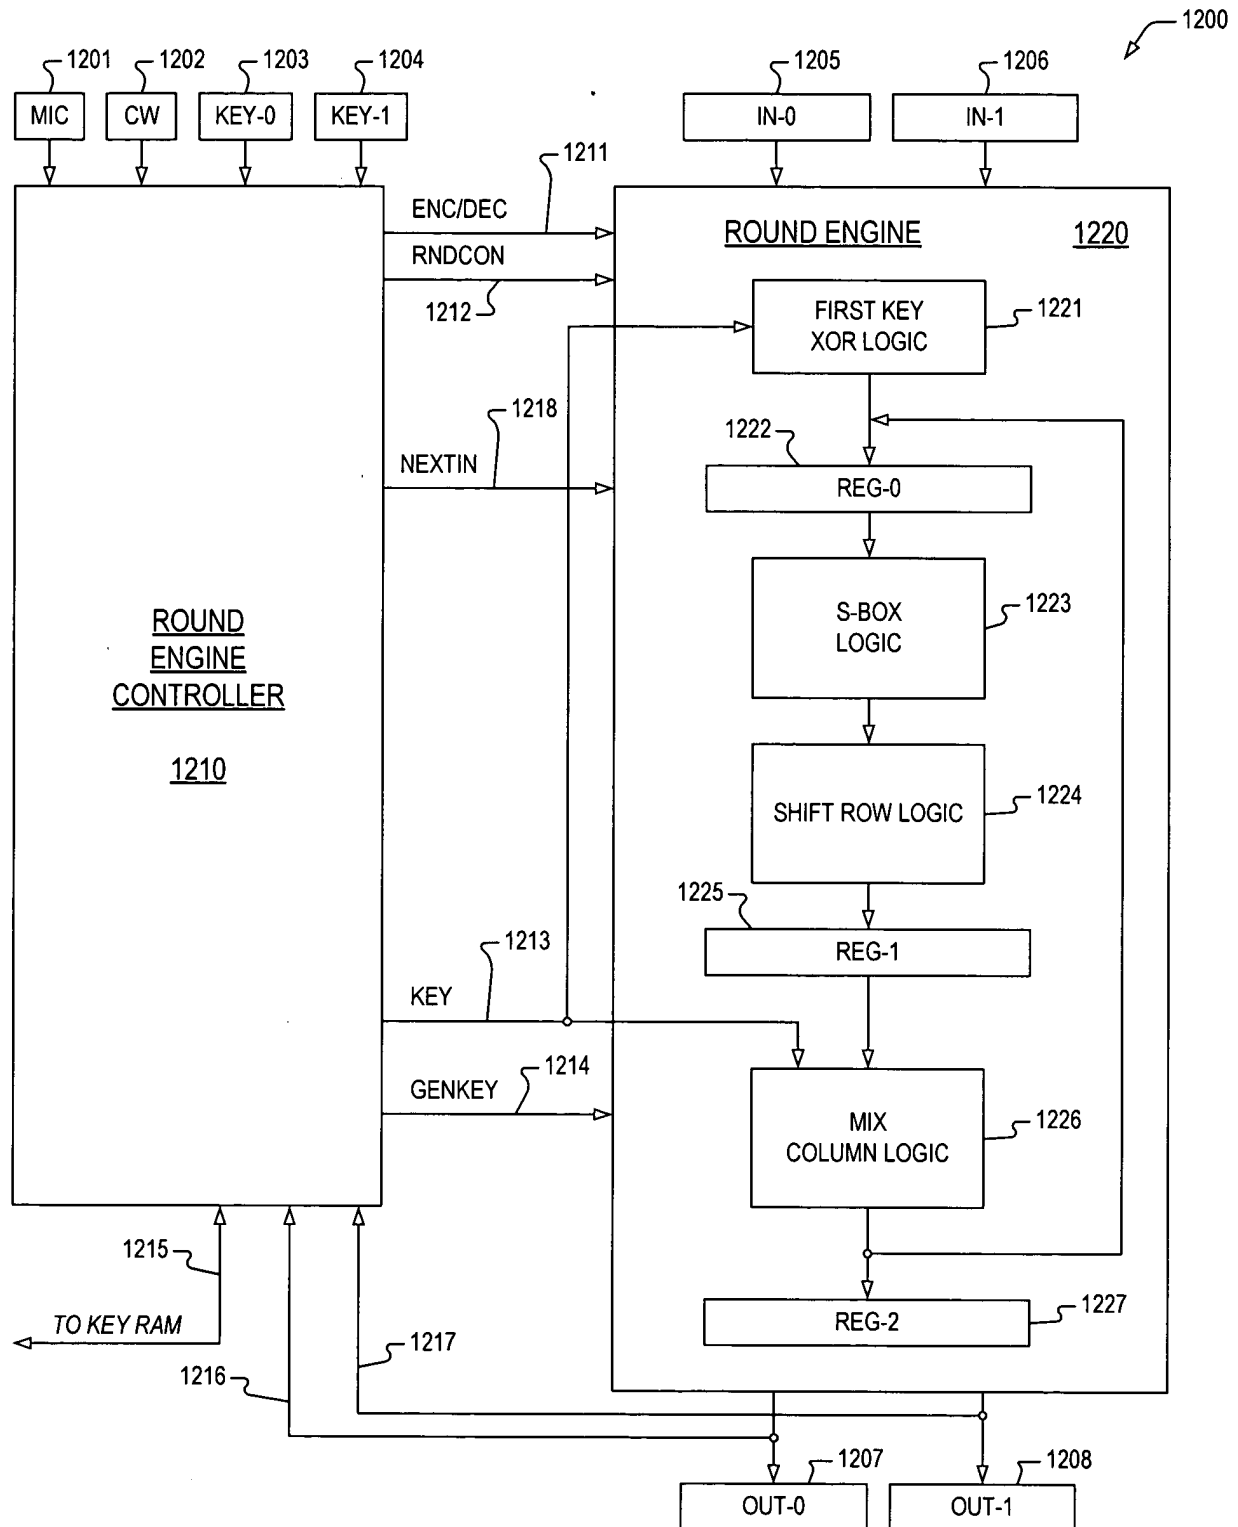 1200
1201 1202 1203 1204 1205 1206
MIC CW KEY-0 KEY-1 IN-0 IN-1
1211
ENC/DEC
ROUND ENGINE 1220
RNDCON
1212
FIRST KEY
XOR LOGIC
1221
1218
NEXTIN
1222
REG-0
S-BOX
LOGIC
1223
ROUND
ENGINE
CONTROLLER
1210
SHIFT ROW LOGIC
1224
1225
REG-1
1213
KEY
1214
GENKEY
MIX
COLUMN LOGIC
1226
1215
TO KEY RAM
REG-2
1227
1217
1216
1207 1208
OUT-0 OUT-1